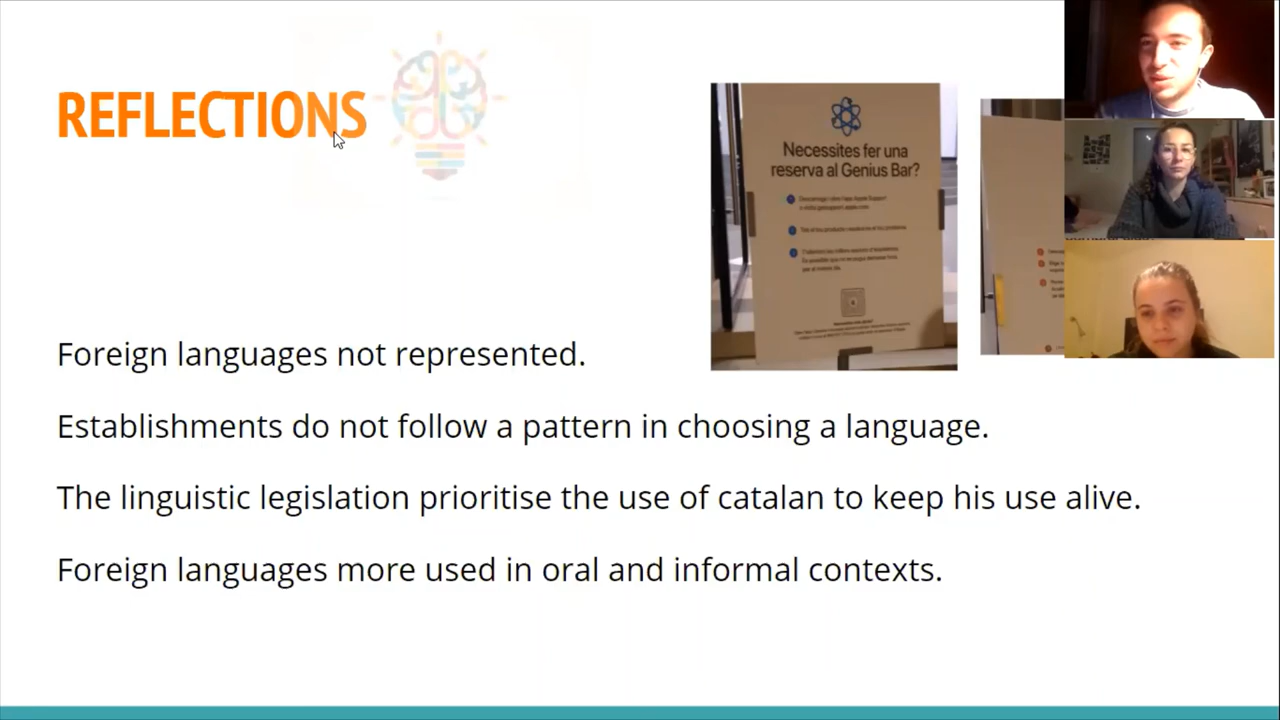 REFLECTIONS
Necessites fer una
reserva al Genius Bar?
Foreign languages not represented.
Establishments do not follow a pattern in choosing a language.
The linguistic legislation prioritise the use of catalan to keep his use alive.
Foreign languages more used in oral and informal contexts.